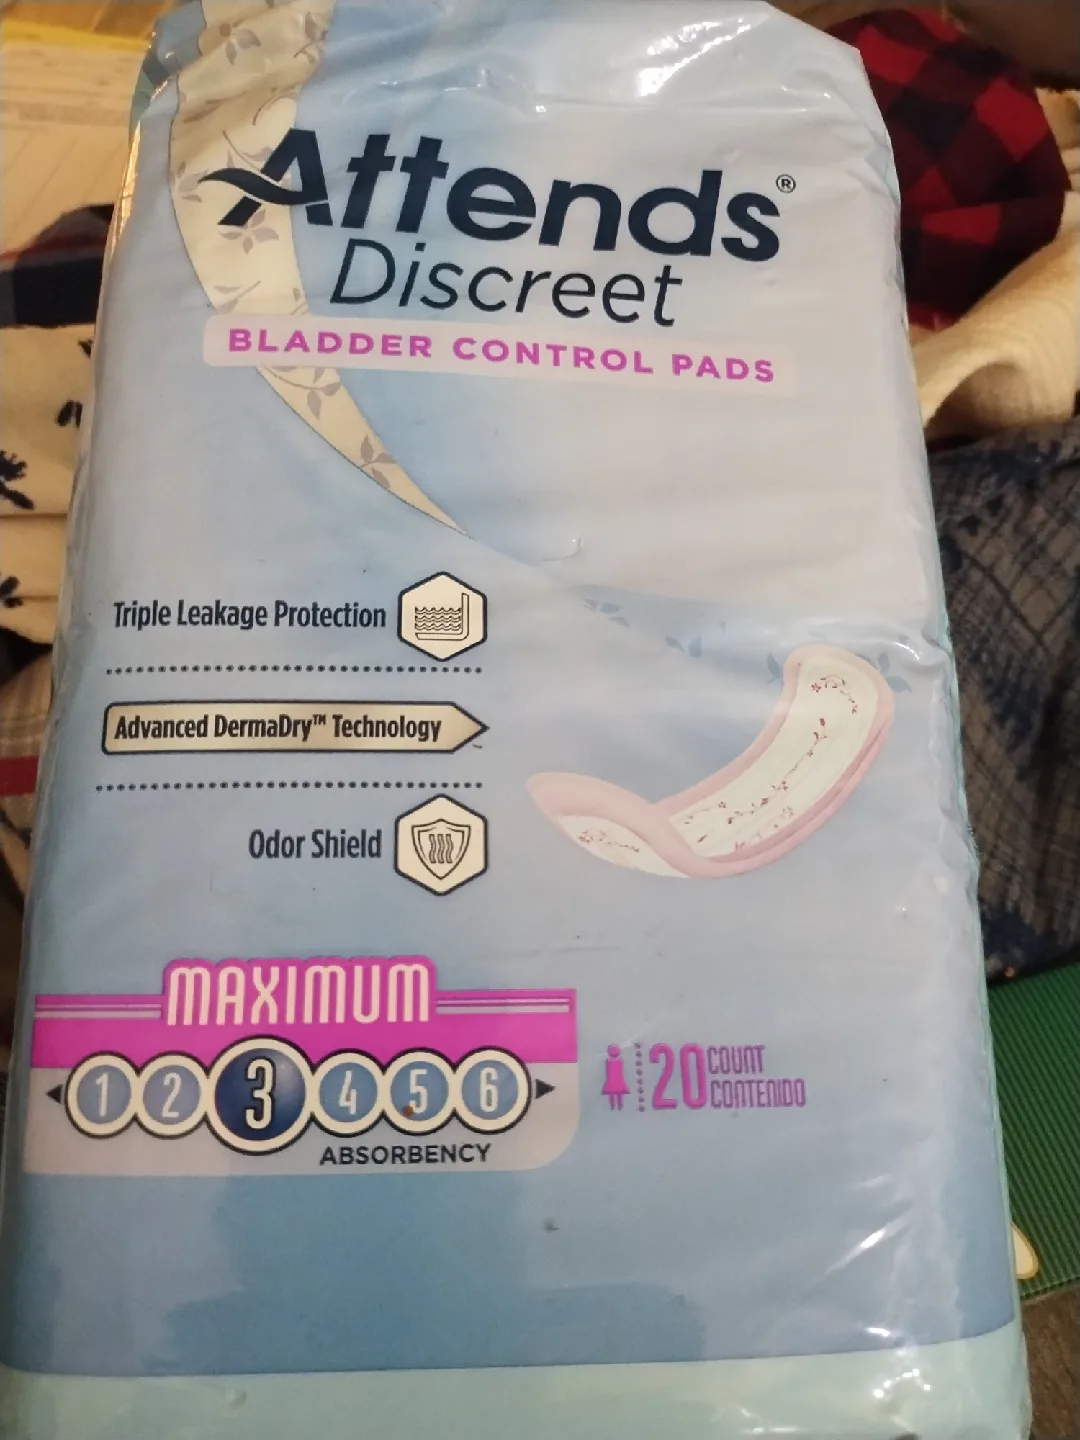 Attends®
Discreet
BLADDER CONTROL PADS
Triple Leakage Protection
Advanced DermaDry™ Technology
Odor Shield
MAXIMUM
1 2 3 4 5 6
ABSORBENCY
20 COUNT
CONTENIDO